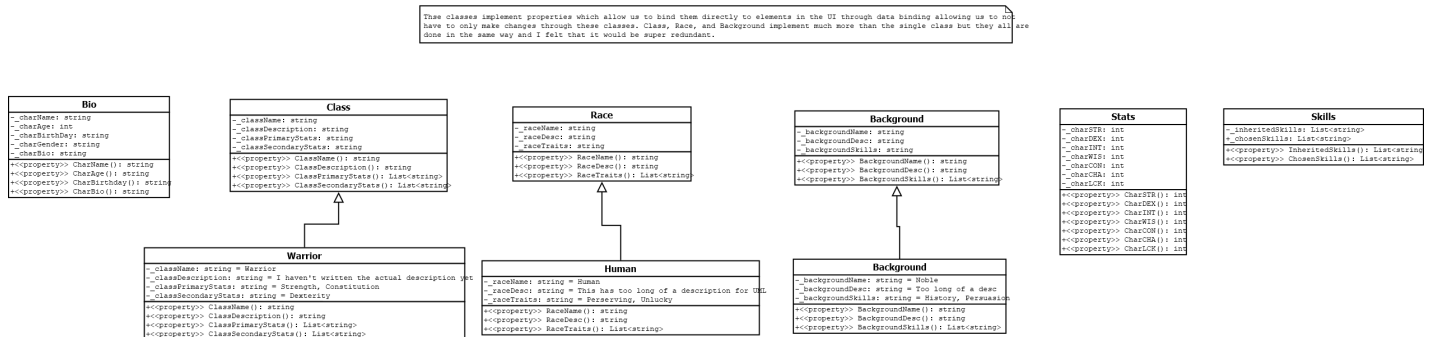 Thse classes implement properties which allow us to bind them directly to elements in the UI through data binding allowing us to not
have to only make changes through these classes. Class, Race, and Background implement much more than the single class but they all are
done in the same way and I felt that it would be super redundant.
Bio
-_charName: string
-_charAge: int
-_charBirthDay: string
-_charGender: string
-_charBio: string
+<<property>> CharName(): string
+<<property>> CharAge(): string
+<<property>> CharBirthday(): string
+<<property>> CharBio(): string
Class
-_className: string
-_classDescription: string
-_classPrimaryStats: string
-_classSecondaryStats: string
+<<property>> ClassName(): string
+<<property>> ClassDescription(): string
+<<property>> ClassPrimaryStats(): List<string>
+<<property>> ClassSecondaryStats(): List<string>
Race
-_raceName: string
-_raceDesc: string
-_raceTraits: string
+<<property>> RaceName(): string
+<<property>> RaceDesc(): string
+<<property>> RaceTraits(): List<string>
Background
-_backgroundName: string
-_backgroundDesc: string
-_backgroundSkills: string
+<<property>> BackgroundName(): string
+<<property>> BackgroundDesc(): string
+<<property>> BackgroundSkills(): List<string>
Stats
-_charSTR: int
-_charDEX: int
-_charINT: int
-_charWIS: int
-_charCON: int
-_charCHA: int
-_charLCK: int
+<<property>> CharSTR(): int
+<<property>> CharDEX(): int
+<<property>> CharINT(): int
+<<property>> CharWIS(): int
+<<property>> CharCON(): int
+<<property>> CharCHA(): int
+<<property>> CharLCK(): int
Skills
-_inheritedSkills: List<string>
-_chosenSkills: List<string>
+<<property>> InheritedSkills(): List<string>
+<<property>> ChosenSkills(): List<string>
Warrior
-_className: string = Warrior
-_classDescription: string = I haven't written the actual description yet
-_classPrimaryStats: string = Strength, Constitution
-_classSecondaryStats: string = Dexterity
+<<property>> ClassName(): string
+<<property>> ClassDescription(): string
+<<property>> ClassPrimaryStats(): List<string>
+<<property>> ClassSecondaryStats(): List<string>
Human
-_raceName: string = Human
-_raceDesc: string = This has too long of a description for UML
-_raceTraits: string = Perserving, Unlucky
+<<property>> RaceName(): string
+<<property>> RaceDesc(): string
+<<property>> RaceTraits(): List<string>
Background
-_backgroundName: string = Noble
-_backgroundDesc: string = Too long of a desc
-_backgroundSkills: string = History, Persuasion
+<<property>> BackgroundName(): string
+<<property>> BackgroundDesc(): string
+<<property>> BackgroundSkills(): List<string>